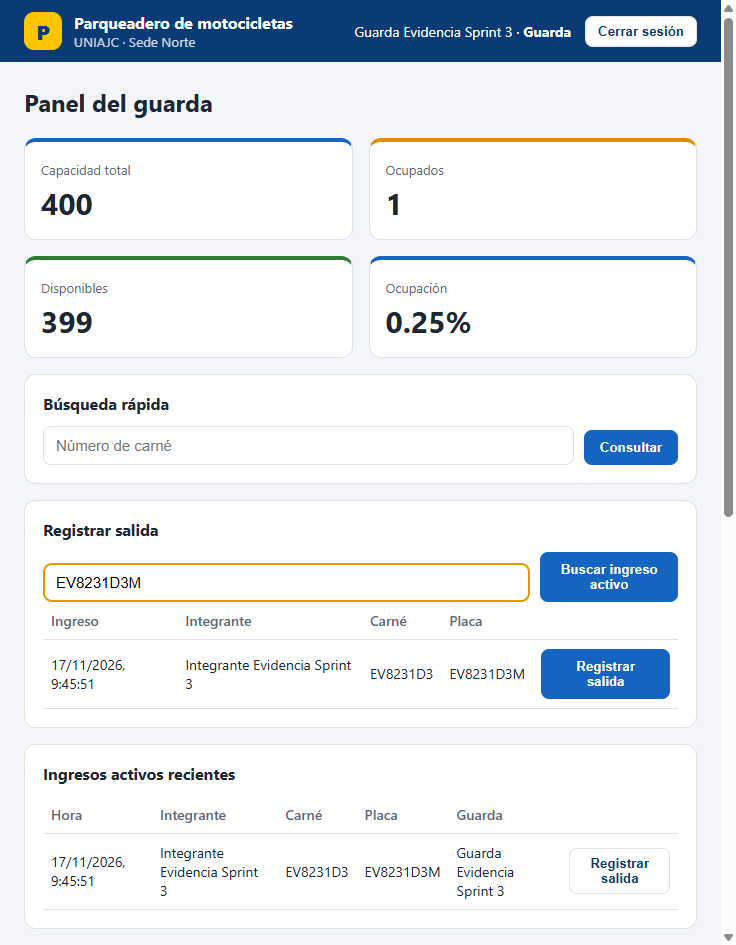 P
Parqueadero de motocicletas
UNIAJC · Sede Norte
Guarda Evidencia Sprint 3 · Guarda
Cerrar sesión
Panel del guarda
Capacidad total
400
Ocupados
1
Disponibles
399
Ocupación
0.25%
Búsqueda rápida
Número de carné
Consultar
Registrar salida
EV8231D3M
Buscar ingreso
activo
Ingreso Integrante Carné Placa
17/11/2026,
9:45:51
Integrante Evidencia Sprint
3
EV8231D3
EV8231D3M
Registrar
salida
Ingresos activos recientes
Hora Integrante Carné Placa Guarda
17/11/2026,
9:45:51
Integrante
Evidencia Sprint
3
EV8231D3
EV8231D3M
Guarda
Evidencia
Sprint 3
Registrar
salida